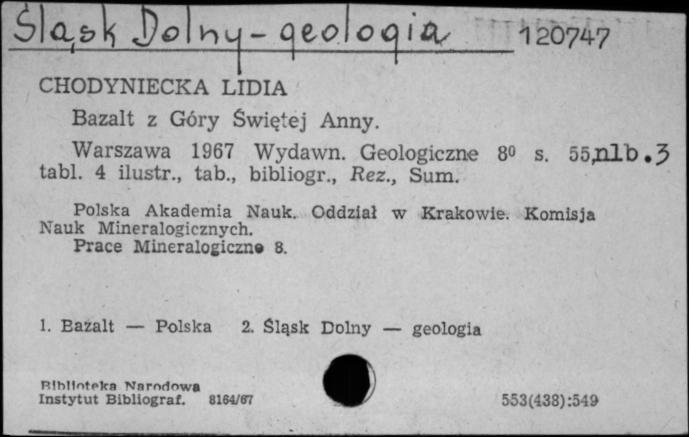 Śląsk Dolny - geologia 120747
CHODYNIECKA LIDIA
Bazalt z Góry Świętej Anny.
Warszawa 1967 Wydawn. Geologiczne 8⁰ s. 55, nlb. 3
tabl. 4 ilustr., tab., bibliogr., Rez., Sum.
Polska Akademia Nauk. Oddział w Krakowie. Komisja
Nauk Mineralogicznych.
Prace Mineralogiczne 8.
1. Bazalt — Polska 2. Śląsk Dolny — geologia
Biblioteka Narodowa
Instytut Bibliograf. 8164/67
553(438):549